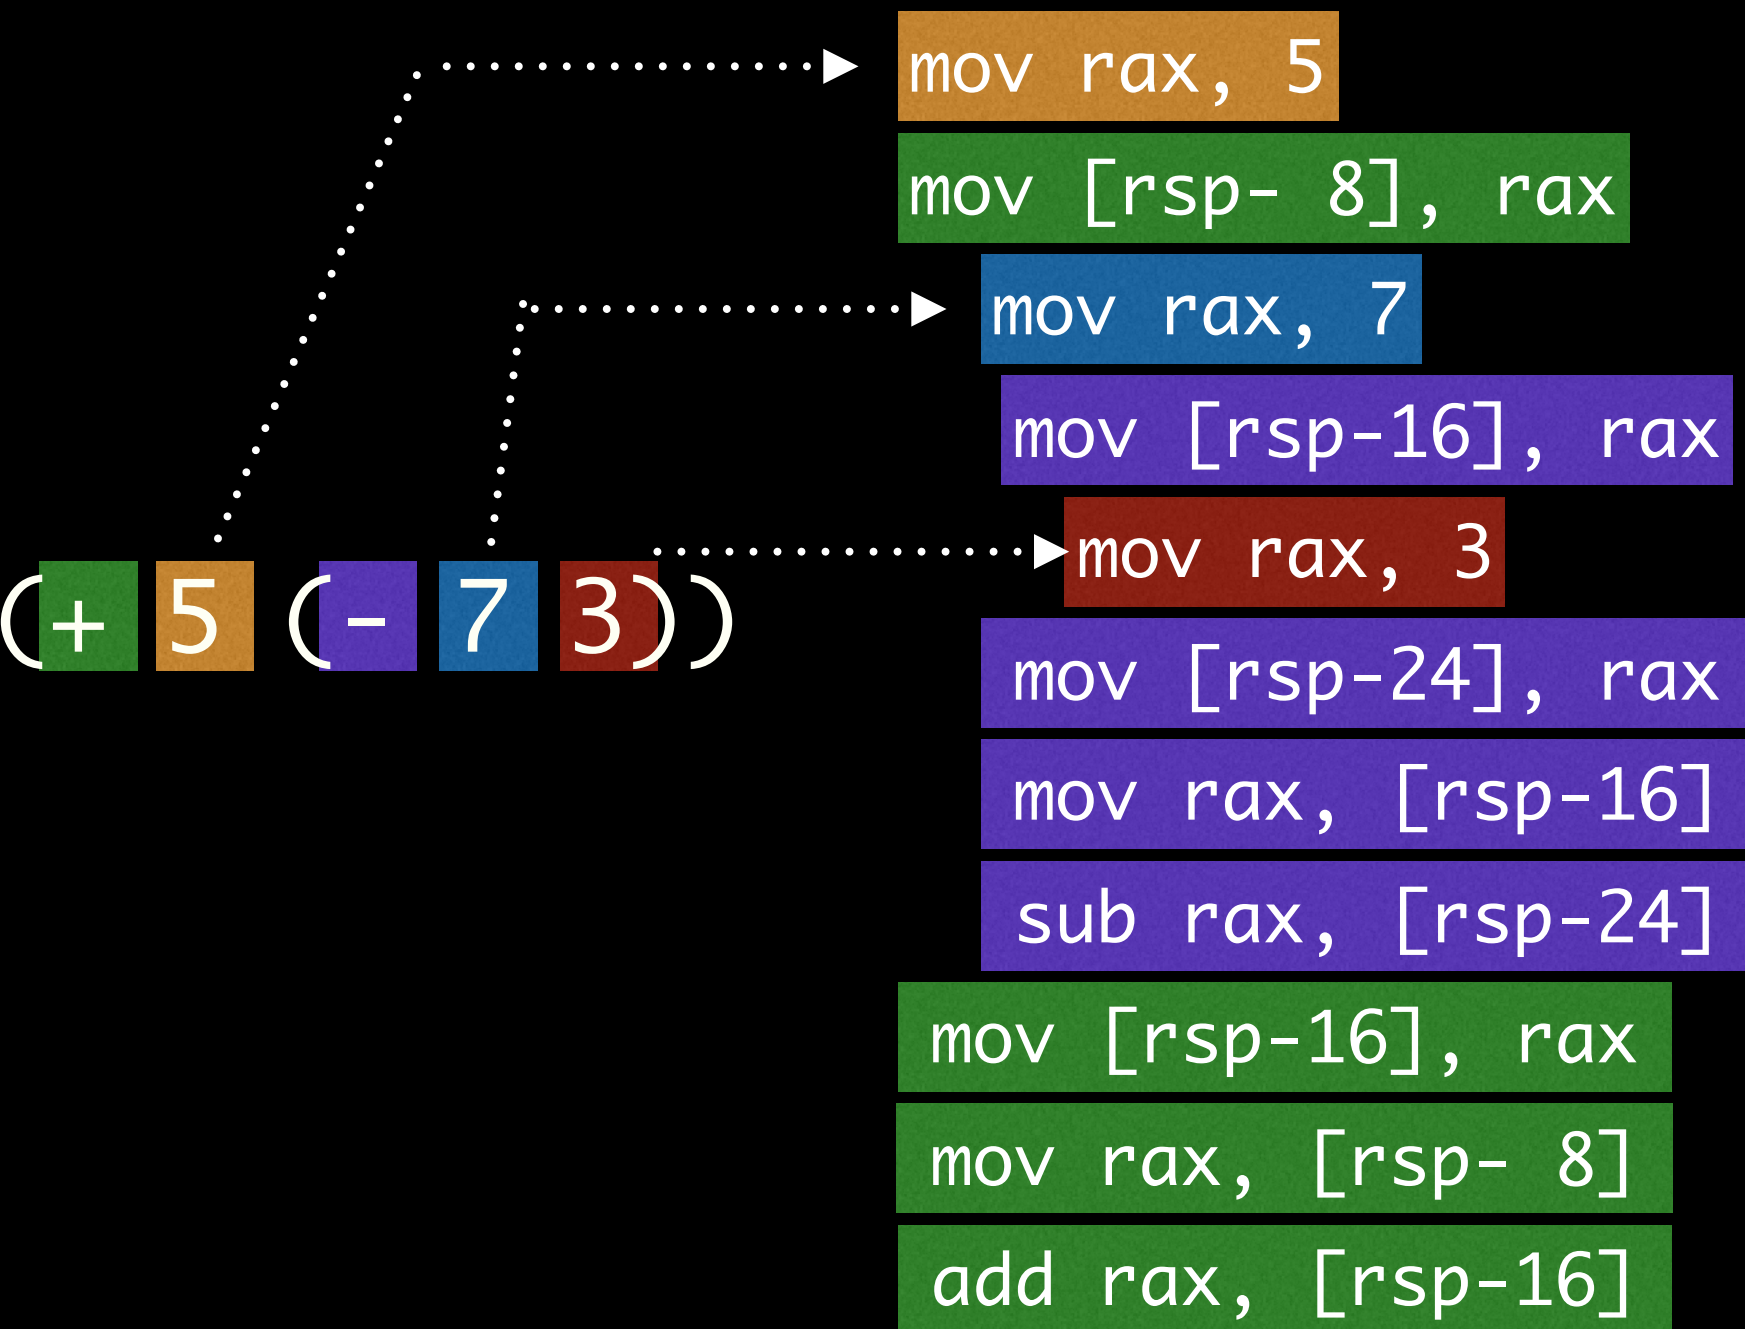 mov rax, 5
mov [rsp- 8], rax
mov rax, 7
mov [rsp-16], rax
mov rax, 3
(+ 5 (- 7 3))
mov [rsp-24], rax
mov rax, [rsp-16]
sub rax, [rsp-24]
mov [rsp-16], rax
mov rax, [rsp- 8]
add rax, [rsp-16]